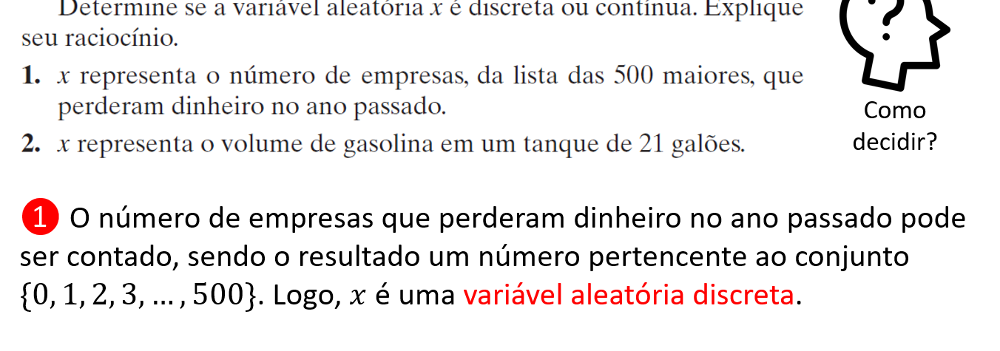 Determine se a variável aleatória x é discreta ou contínua. Explique
seu raciocínio.
1. x representa o número de empresas, da lista das 500 maiores, que
perderam dinheiro no ano passado.
2. x representa o volume de gasolina em um tanque de 21 galões.
?
Como
decidir?
1 O número de empresas que perderam dinheiro no ano passado pode
ser contado, sendo o resultado um número pertencente ao conjunto
{0, 1, 2, 3, … , 500}. Logo, x é uma variável aleatória discreta.